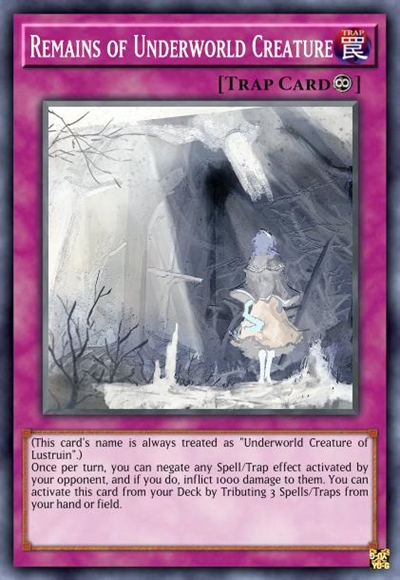 REMAINS OF UNDERWORLD CREATURE
TRAP
罠
[TRAP CARD]
(This card's name is always treated as "Underworld Creature of
Lustruin".)
Once per turn, you can negate any Spell/Trap effect activated by
your opponent, and if you do, inflict 1000 damage to them. You can
activate this card from your Deck by Tributing 3 Spells/Traps from
your hand or field.